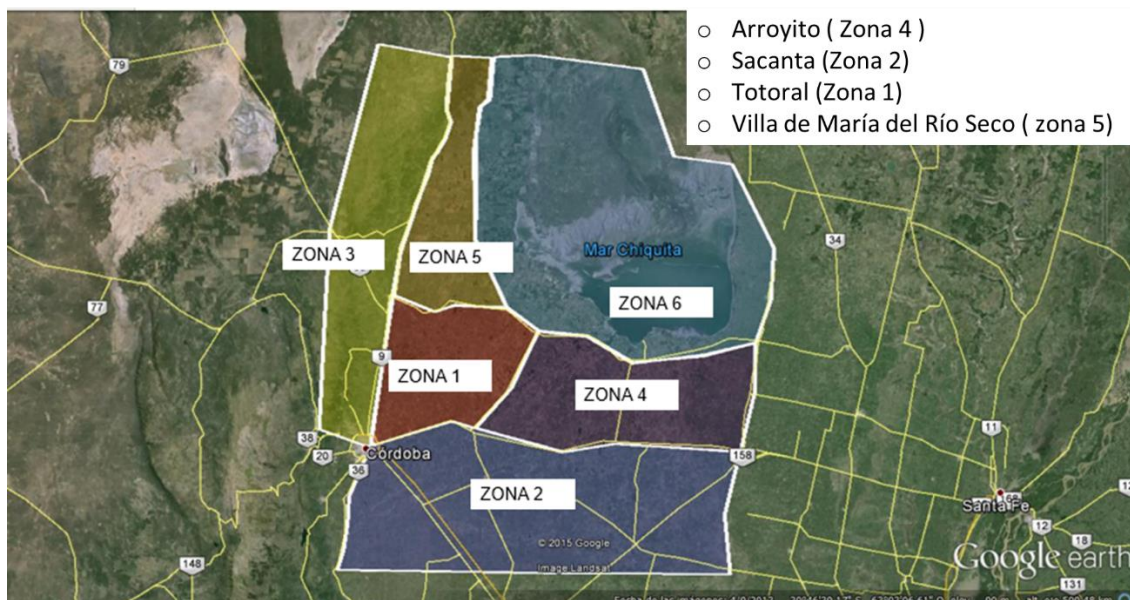 Arroyito ( Zona 4 )
Sacanta (Zona 2)
Totoral (Zona 1)
Villa de María del Río Seco ( zona 5)
79
ZONA 3
ZONA 5
Mar Chiquita
34
77
ZONA 6
9
ZONA 1
ZONA 4
38
20
Córdoba
36
11
158
ZONA 2
68
Santa Fe
12
18
© 2015 Google
Image Landsat
Google earth
148
131